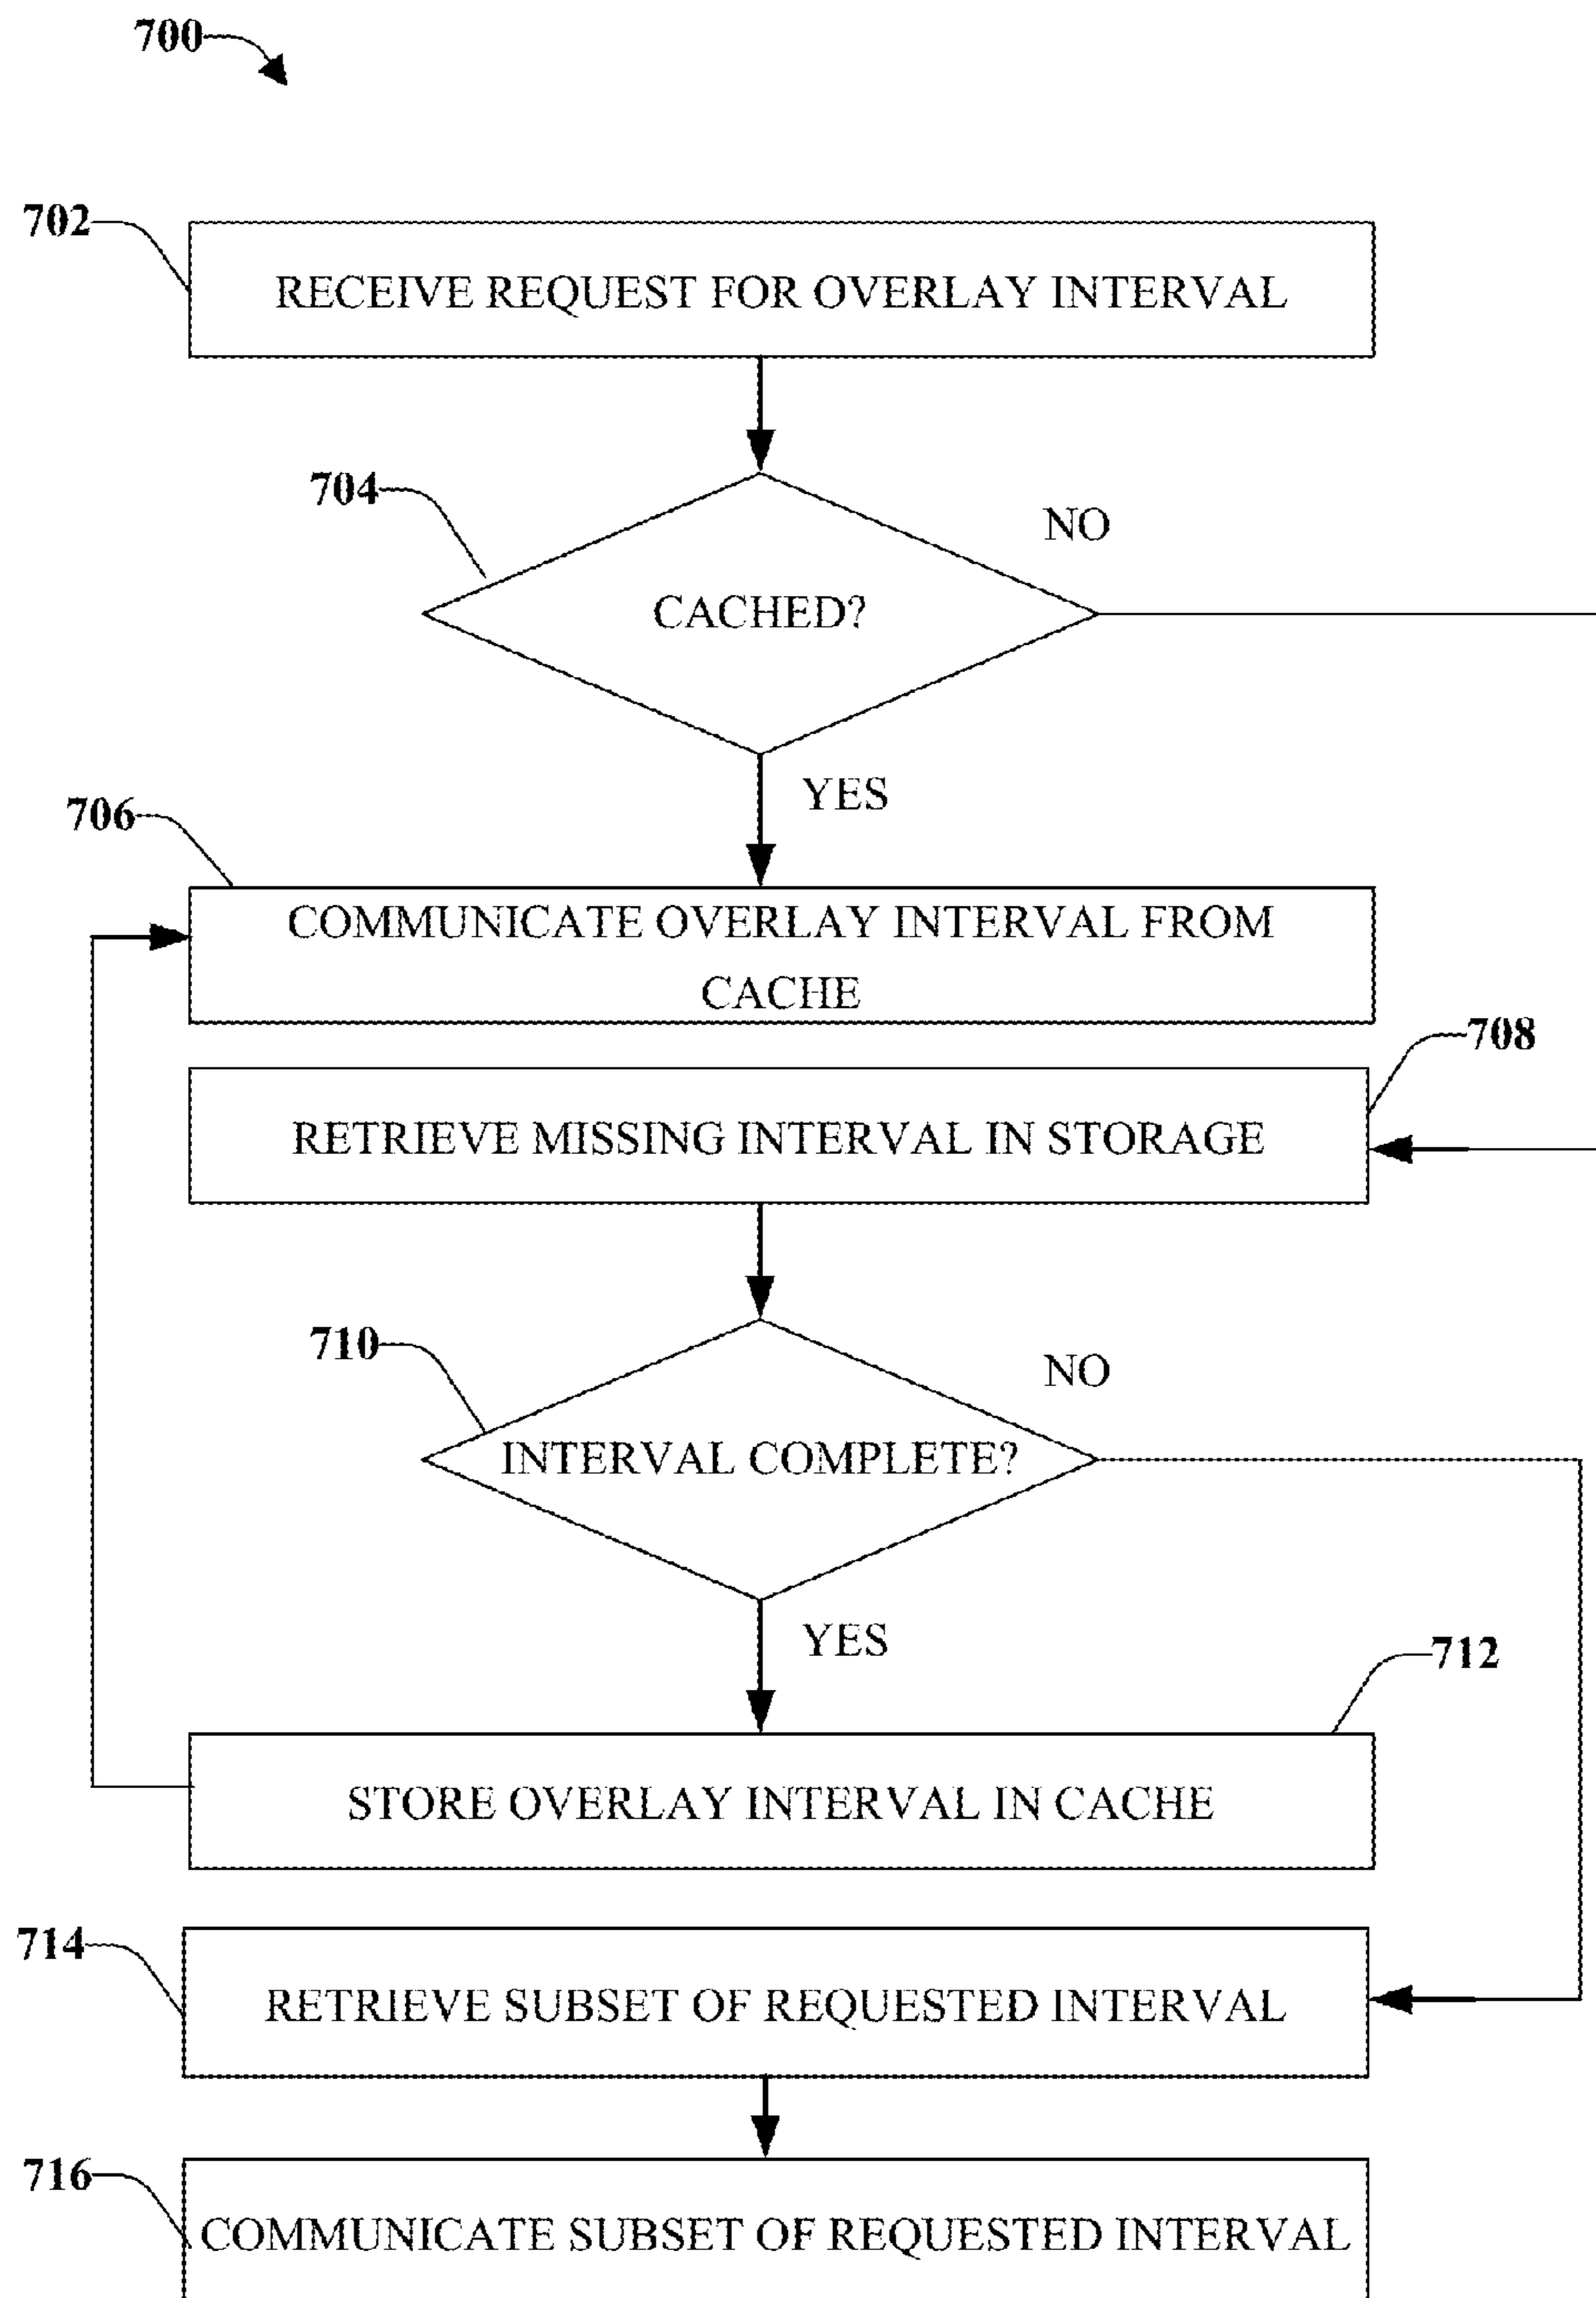 700
702
RECEIVE REQUEST FOR OVERLAY INTERVAL
704
NO
CACHED?
YES
706
COMMUNICATE OVERLAY INTERVAL FROM
CACHE
708
RETRIEVE MISSING INTERVAL IN STORAGE
710
NO
INTERVAL COMPLETE?
YES
712
STORE OVERLAY INTERVAL IN CACHE
714
RETRIEVE SUBSET OF REQUESTED INTERVAL
716
COMMUNICATE SUBSET OF REQUESTED INTERVAL